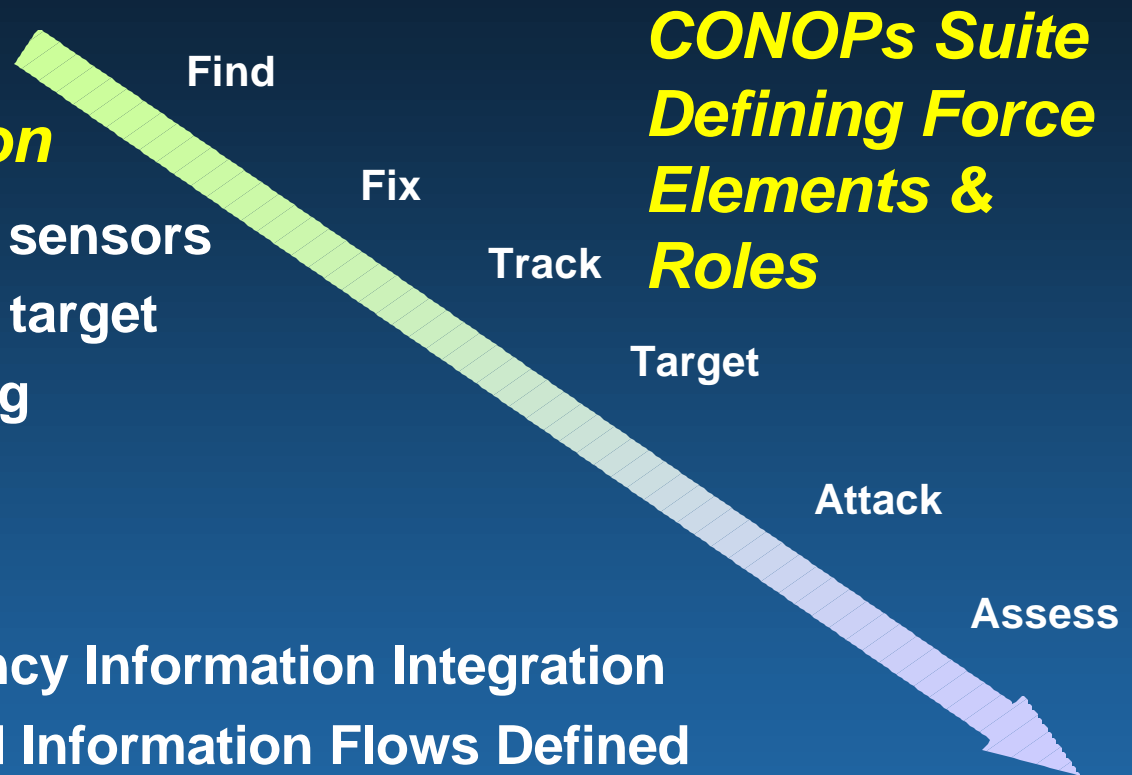 CONOPs Suite
Defining Force
Elements &
Roles
Find
on
Fix
sensors
Track
target
Target
g
Attack
Assess
ncy Information Integration
Information Flows Defined